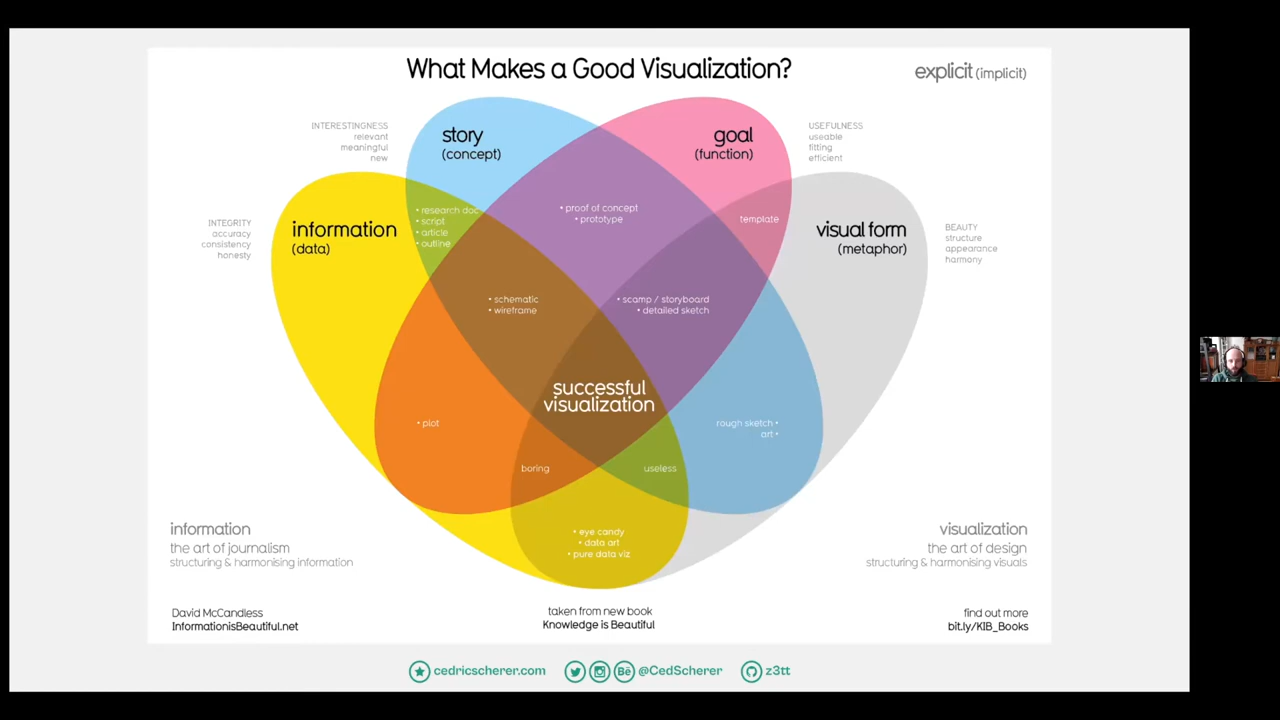 What Makes a Good Visualization?
explicit (implicit)
INTERESTINGNESS
relevant
meaningful
new
story
(concept)
goal
(function)
USEFULNESS
useable
fitting
efficient
INTEGRITY
accuracy
consistency
honesty
information
(data)
• research doc
• script
• article
• outline
• proof of concept
• prototype
template
visual form
(metaphor)
BEAUTY
structure
appearance
harmony
• schematic
• wireframe
• scamp / storyboard
• detailed sketch
successful
visualization
• plot
rough sketch •
art •
boring
useless
• eye candy
• data art
• pure data viz
information
the art of journalism
structuring & harmonising information
visualization
the art of design
structuring & harmonising visuals
David McCandless
InformationisBeautiful.net
taken from new book
Knowledge is Beautiful
find out more
bit.ly/KIB_Books
cedricscherer.com
Bē
@CedScherer
z3tt